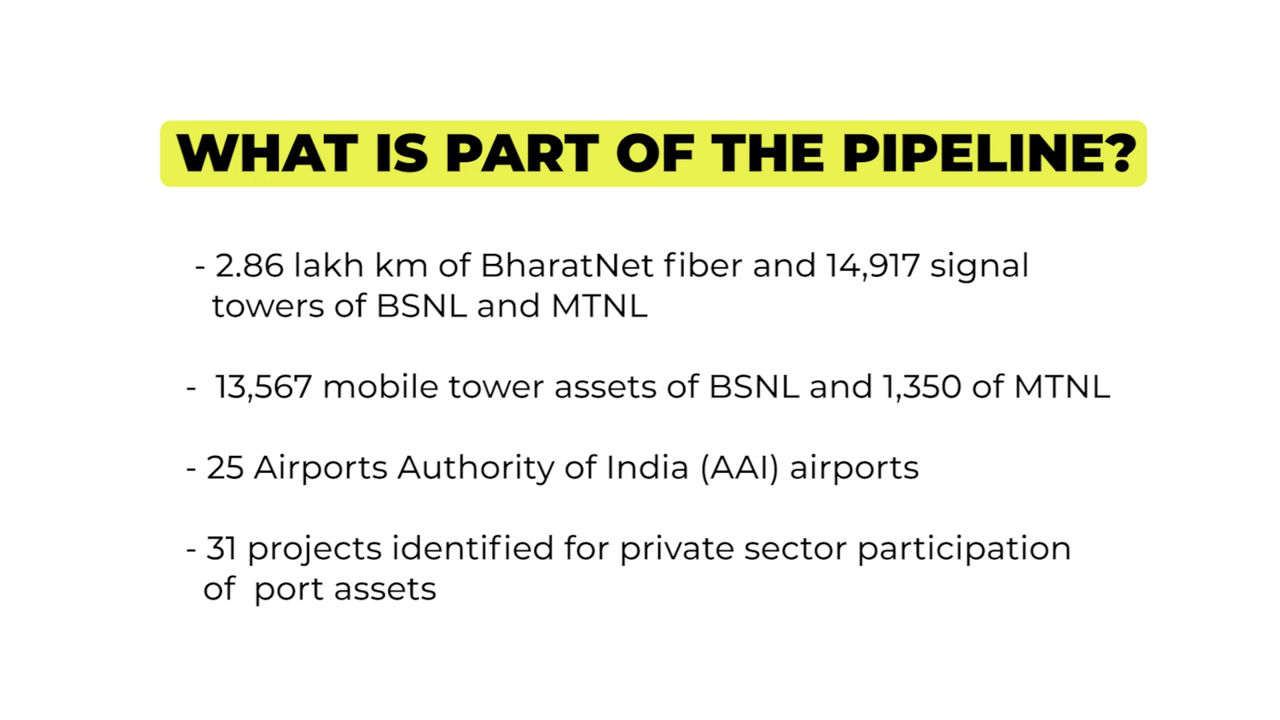 WHAT IS PART OF THE PIPELINE?
- 2.86 lakh km of BharatNet fiber and 14,917 signal
towers of BSNL and MTNL
- 13,567 mobile tower assets of BSNL and 1,350 of MTNL
- 25 Airports Authority of India (AAI) airports
- 31 projects identified for private sector participation
of port assets